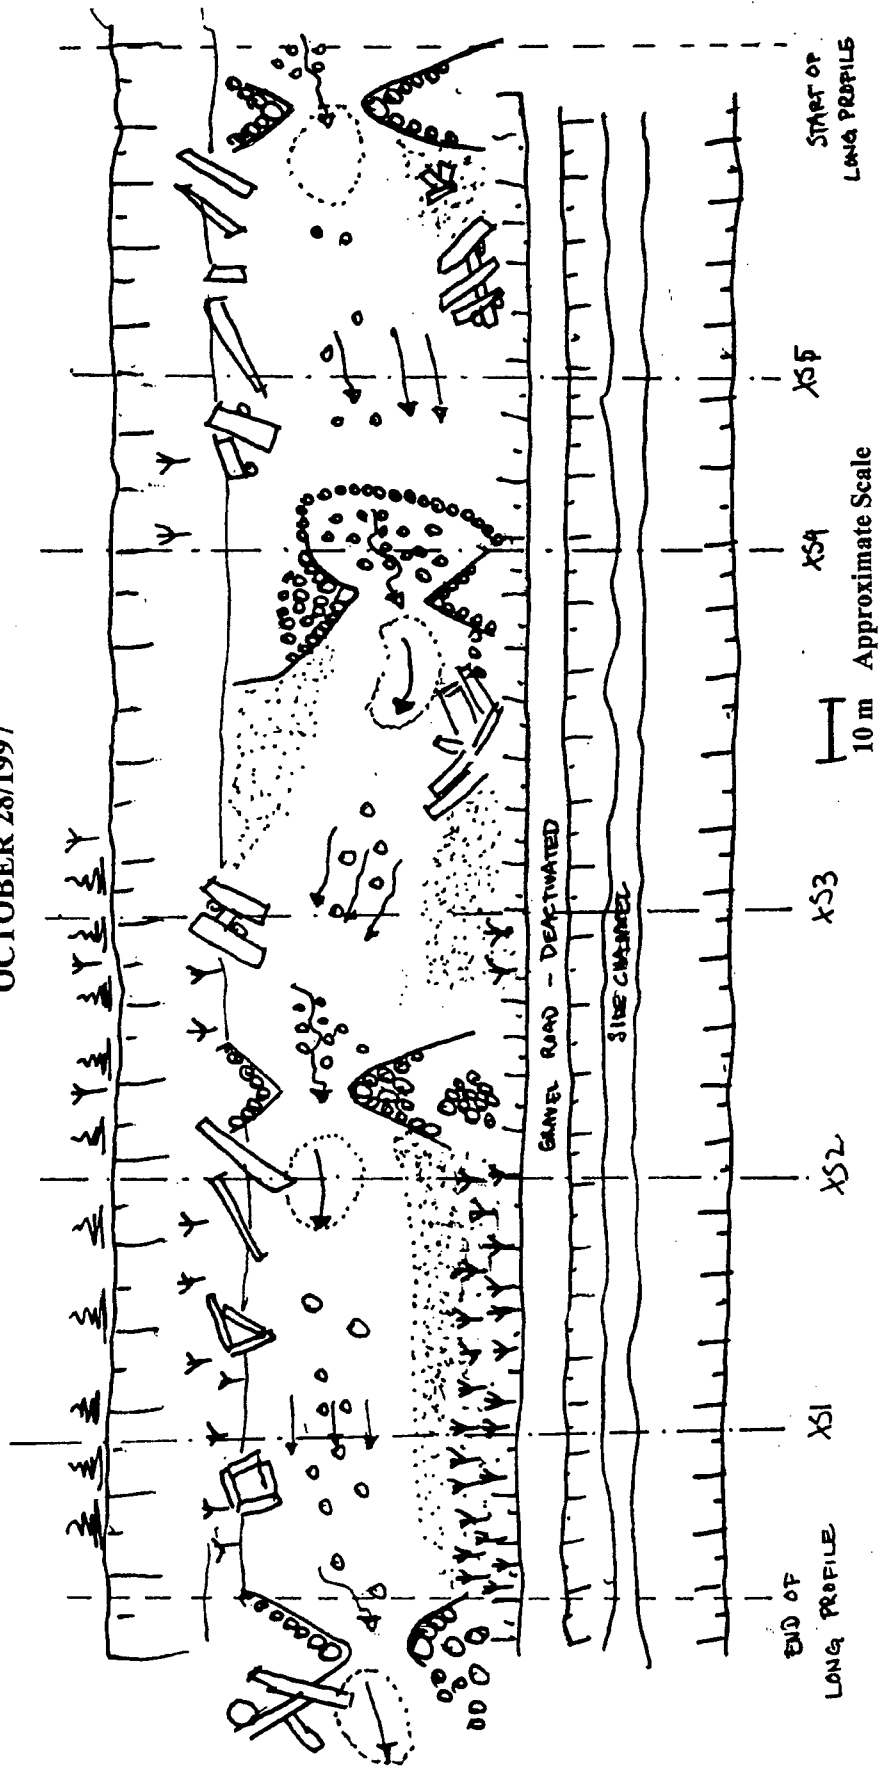 OCTOBER 28/1997
GRAVEL ROAD - DEACTIVATED
SIDE CHANNEL
END OF
LONG PROFILE
XS1
XS2
XS3
XS4
XS5
START OF
LONG PROFILE
10 m Approximate Scale